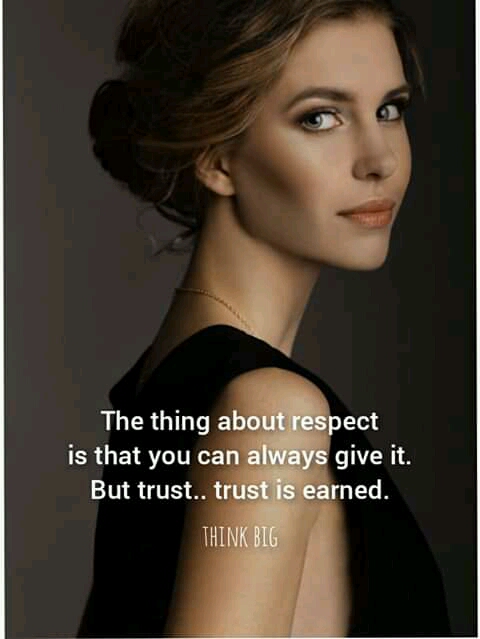 The thing about respect
is that you can always give it.
But trust.. trust is earned.
THINK BIG